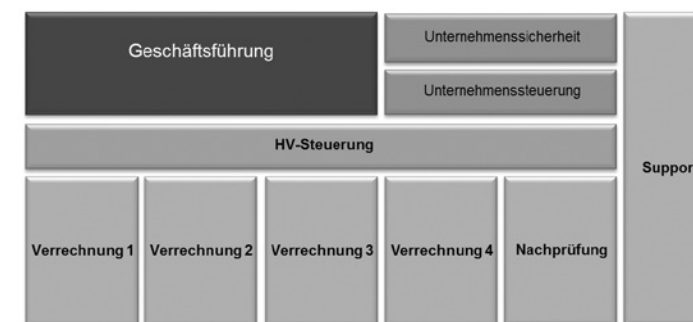 Geschäftsführung
Unternehmenssicherheit
Unternehmenssteuerung
HV-Steuerung
Suppor
Verrechnung 1
Verrechnung 2
Verrechnung 3
Verrechnung 4
Nachprüfung